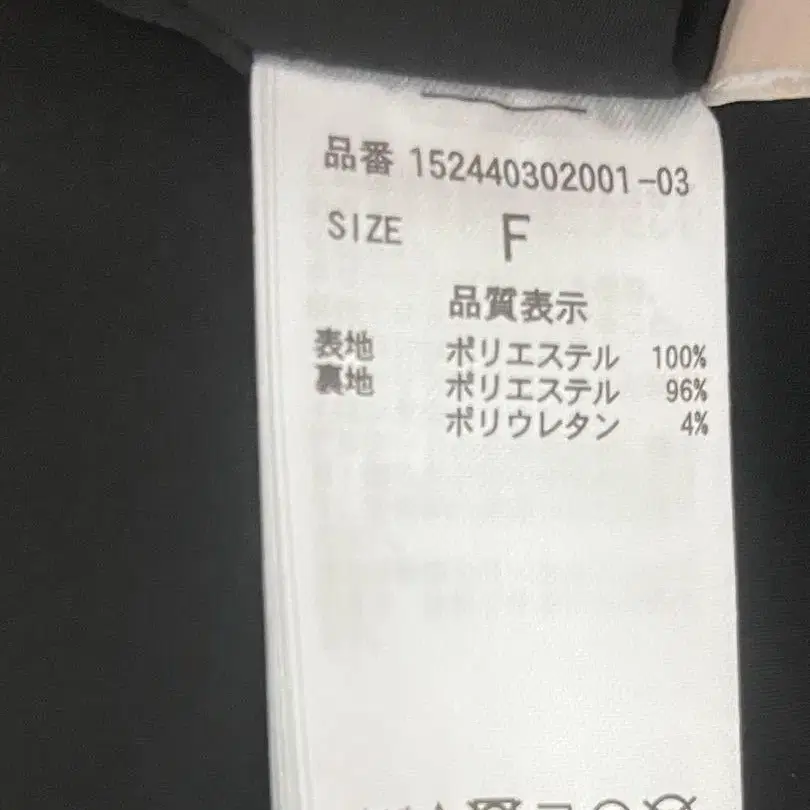 品番 152440302001-03
SIZE F
品質表示
表地 ポリエステル 100%
裏地 ポリエステル 96%
ポリウレタン 4%